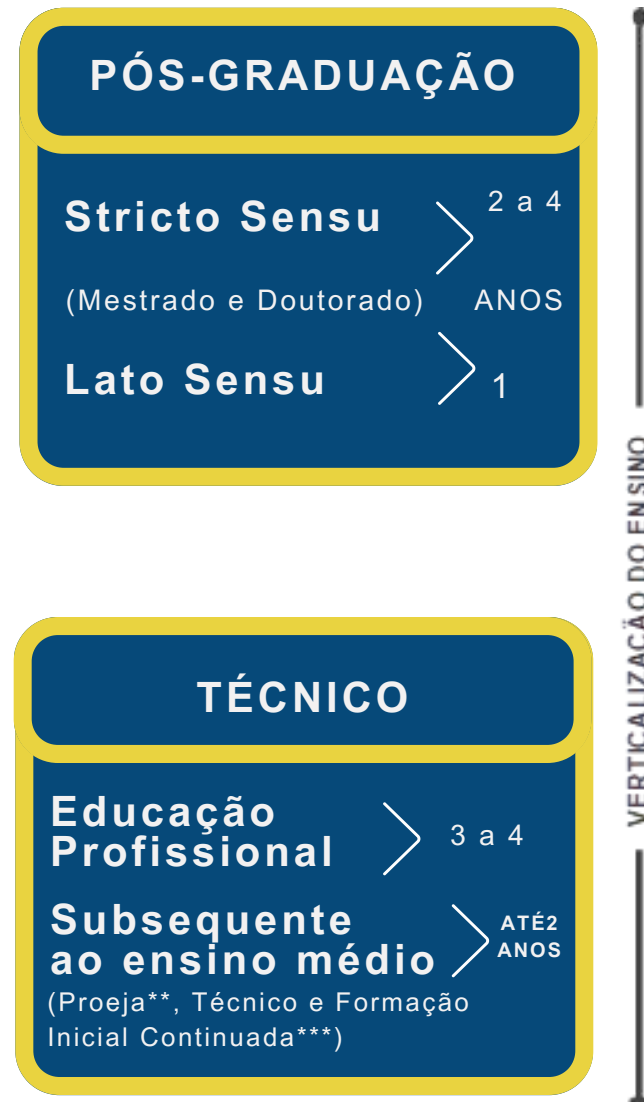 PÓS-GRADUAÇÃO
Stricto Sensu
2 a 4
(Mestrado e Doutorado)
ANOS
Lato Sensu
1
TÉCNICO
Educação
Profissional
3 a 4
Subsequente
ao ensino médio
ATÉ2
ANOS
(Proeja**, Técnico e Formação
Inicial Continuada***)
VERTICALIZAÇÃO DO ENSINO